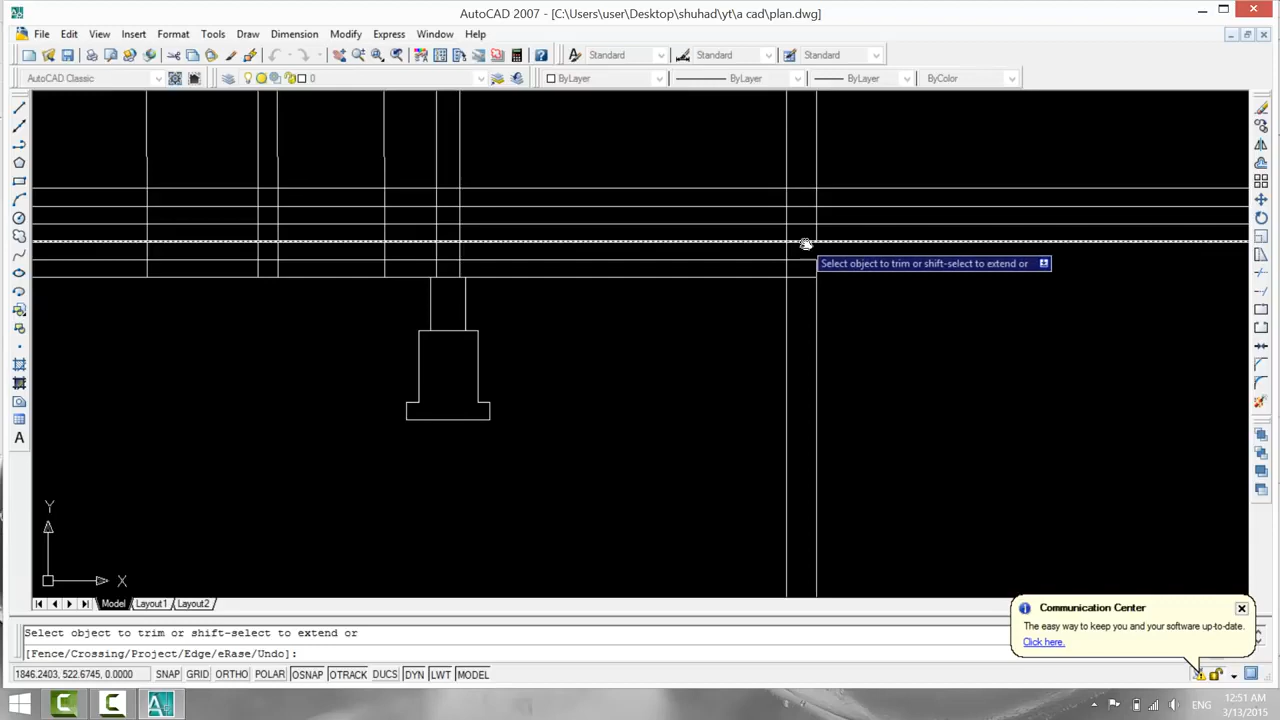 AutoCAD 2007 - [C:\Users\user\Desktop\shuhad\yt\a cad\plan.dwg]
File Edit View Insert Format Tools Draw Dimension Modify Express Window Help
Standard Standard Standard
AutoCAD Classic 0 ByLayer ByLayer ByLayer ByColor
Select object to trim or shift-select to extend or
Y
X
A
Model Layout1 Layout2
Communication Center
The easy way to keep you and your software up-to-date.
Click here.
Select object to trim or shift-select to extend or
[Fence/Crossing/Project/Edge/eRase/Undo]:
1846.2403, 522.6745, 0.0000 SNAP GRID ORTHO POLAR OSNAP OTRACK DUCS DYN LWT MODEL
ENG
12:51 AM
3/13/2015